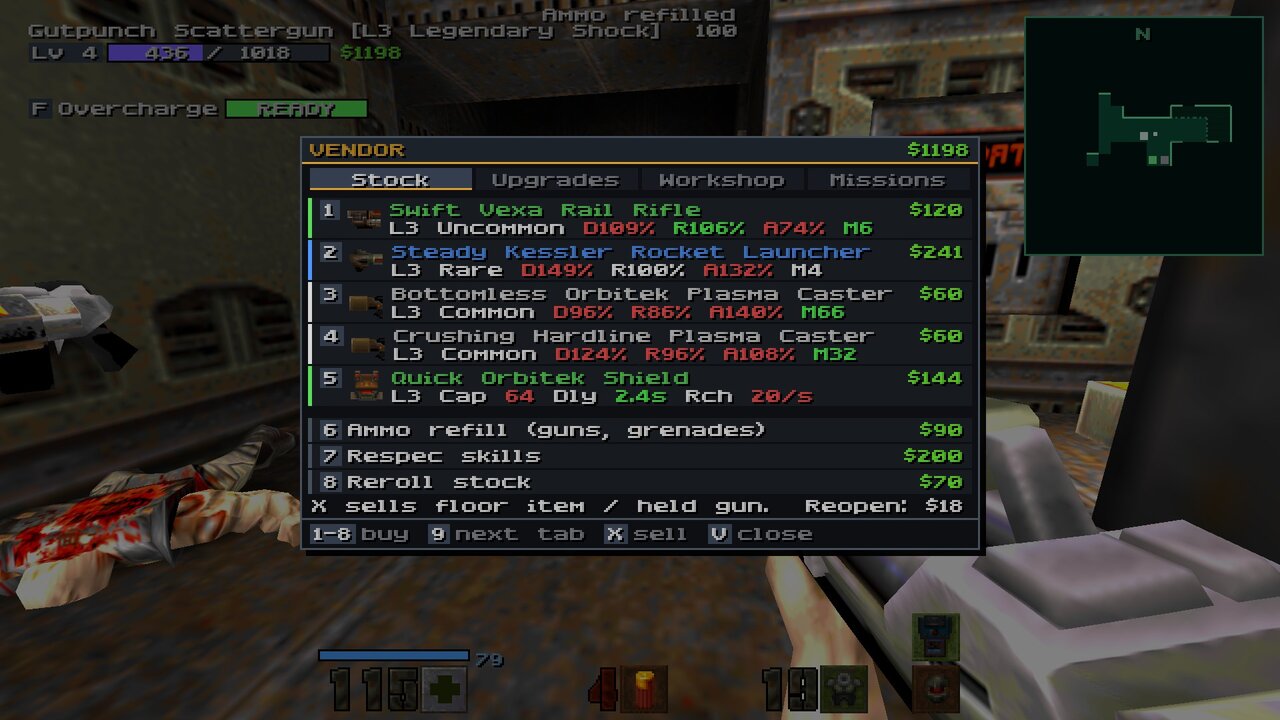 Ammo refilled
Gutpunch Scattergun [L3 Legendary Shock] 100
Lv 4 436 / 1018 $1198
F Overcharge READY
N
VENDOR $1198
Stock Upgrades Workshop Missions
1 Swift Vexa Rail Rifle $120
L3 Uncommon D109% R106% A74% M6
2 Steady Kessler Rocket Launcher $241
L3 Rare D149% R100% A132% M4
3 Bottomless Orbitek Plasma Caster $60
L3 Common D96% R86% A140% M66
4 Crushing Hardline Plasma Caster $60
L3 Common D124% R96% A108% M32
5 Quick Orbitek Shield $144
L3 Cap 64 Dly 2.4s Rch 20/s
6 Ammo refill (guns, grenades) $90
7 Respec skills $200
8 Reroll stock $70
X sells floor item / held gun. Reopen: $18
1-8 buy 9 next tab X sell V close
79
115 4 19